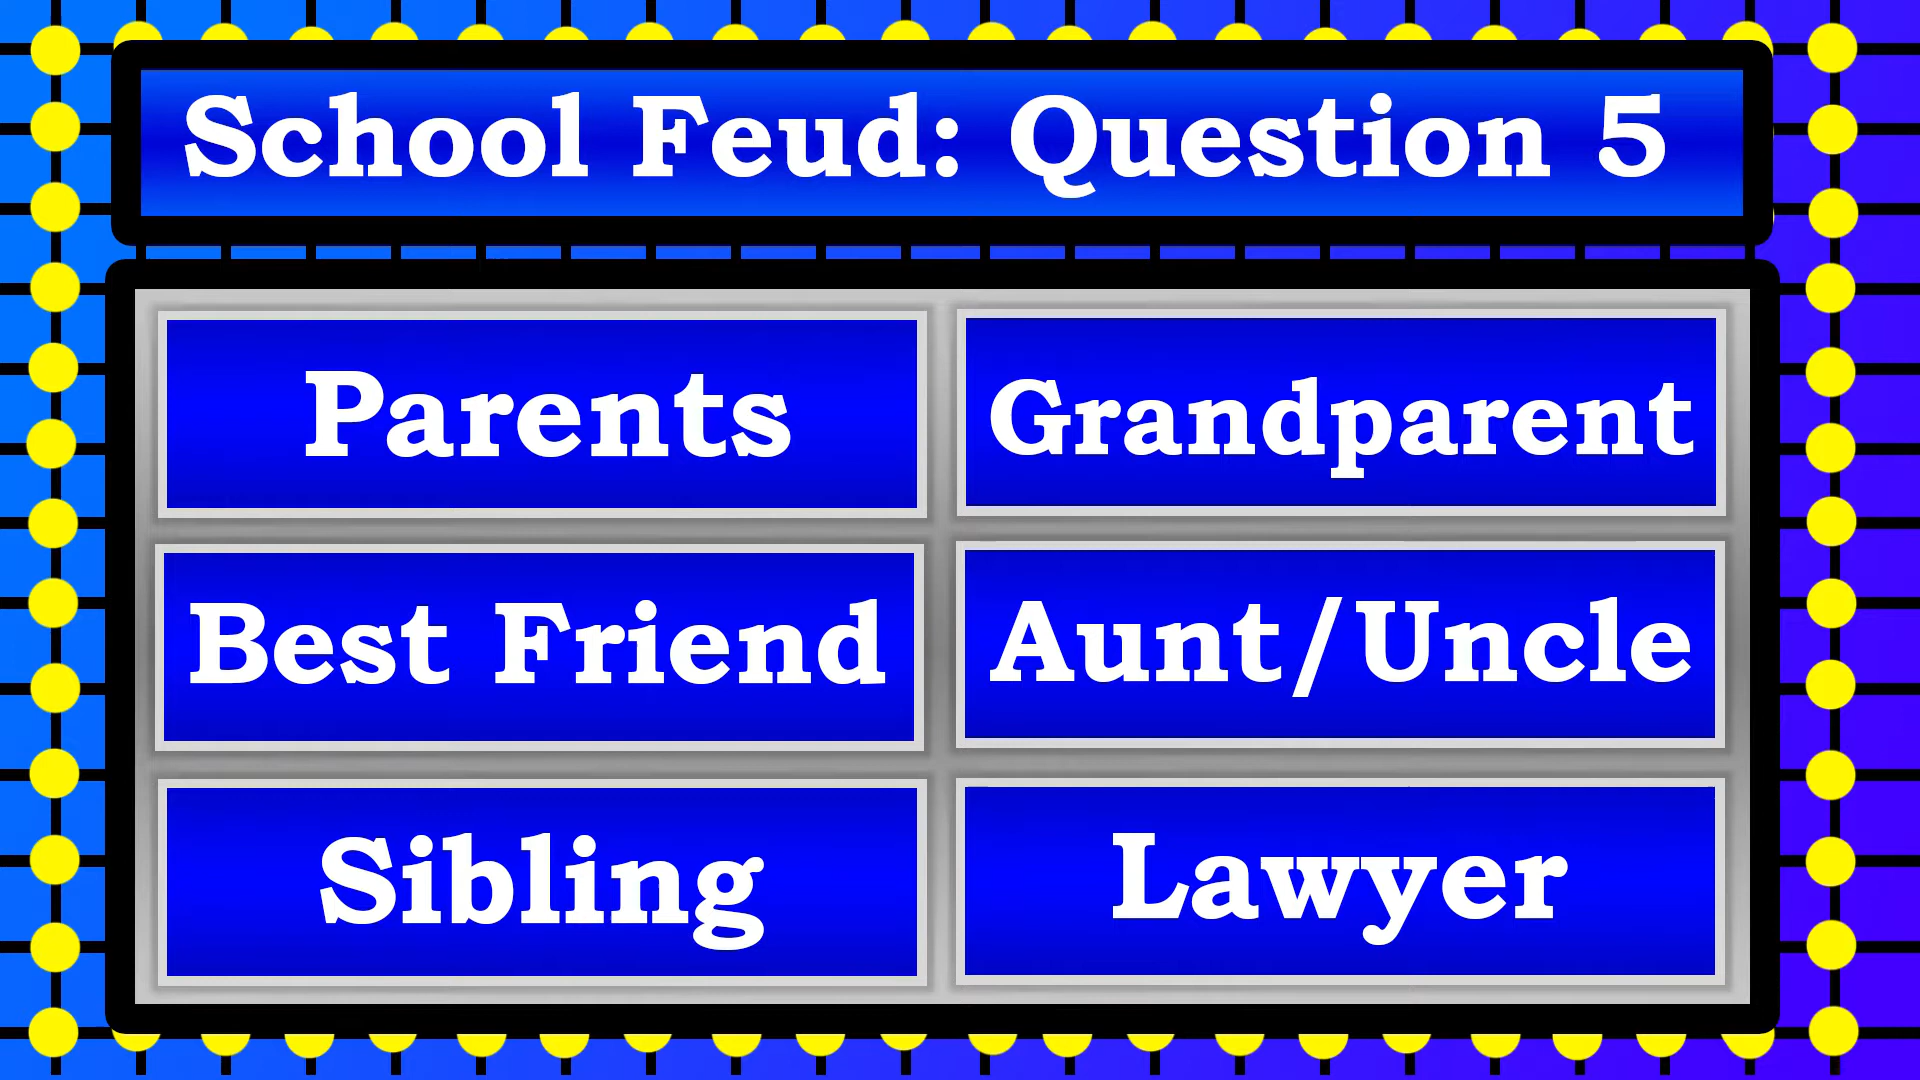 School Feud: Question 5
Parents
Grandparent
Best Friend
Aunt/Uncle
Sibling
Lawyer